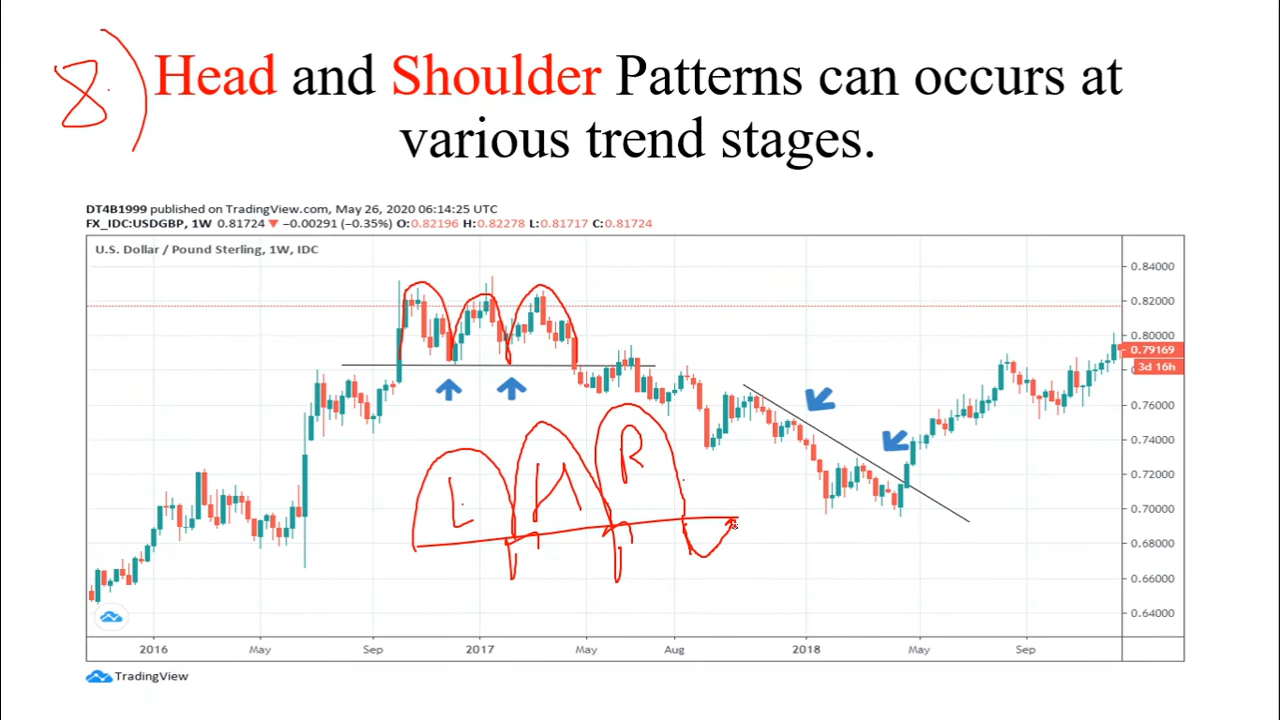 8.)
Head and Shoulder Patterns can occurs at
various trend stages.
DT4B1999 published on TradingView.com, May 26, 2020 06:14:25 UTC
FX_IDC:USDGBP, 1W 0.81724 ▼ −0.00291 (−0.35%) O:0.82196 H:0.82278 L:0.81717 C:0.81724
U.S. Dollar / Pound Sterling, 1W, IDC
0.84000
0.82000
0.80000
0.79169
3d 16h
0.76000
0.74000
0.72000
0.70000
0.68000
0.66000
0.64000
L H R
2016 May Sep 2017 May Aug 2018 May Sep
TradingView